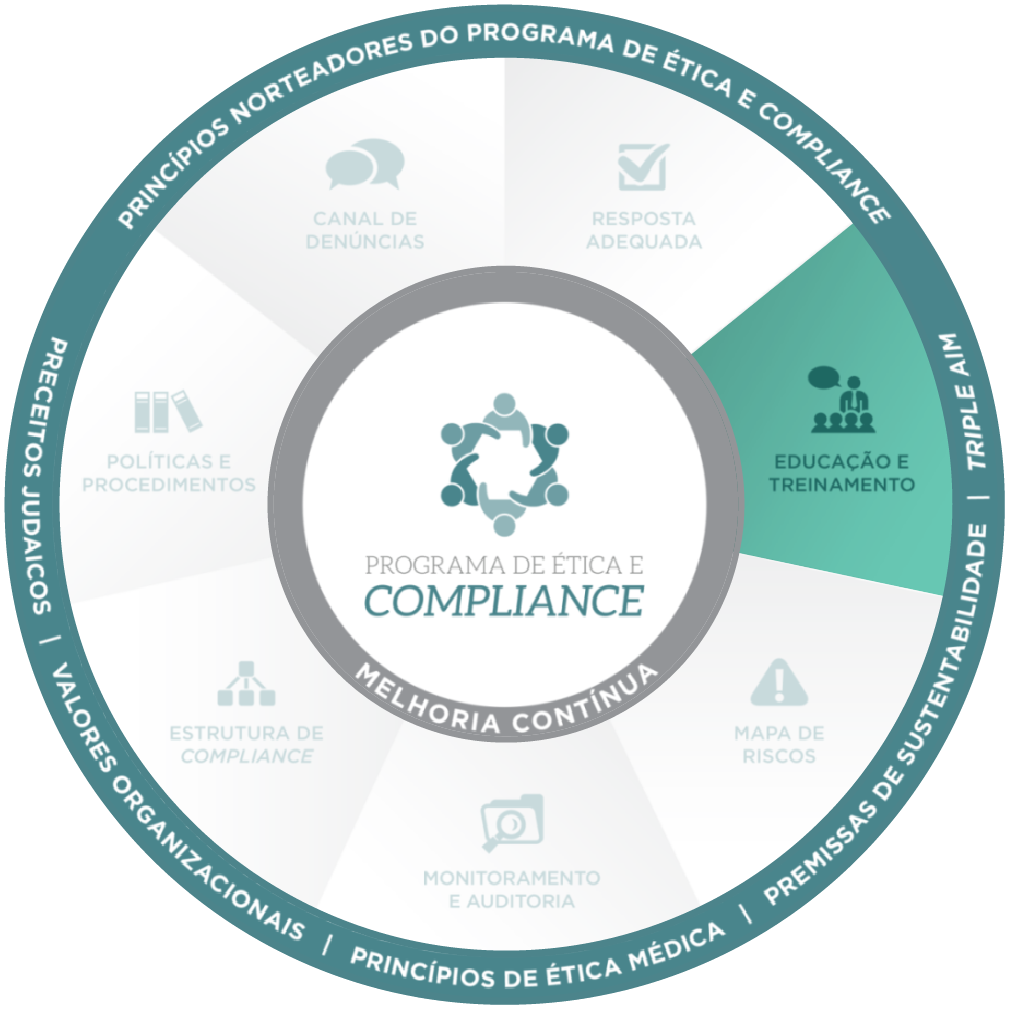 PRINCÍPIOS NORTEADORES DO PROGRAMA DE ÉTICA E COMPLIANCE
CANAL DE
DENÚNCIAS
RESPOSTA
ADEQUADA
POLÍTICAS E
PROCEDIMENTOS
EDUCAÇÃO E
TREINAMENTO
PROGRAMA DE ÉTICA E
COMPLIANCE
MELHORIA CONTÍNUA
ESTRUTURA DE
COMPLIANCE
MAPA DE
RISCOS
MONITORAMENTO
E AUDITORIA
PRECEITOS JUDAICOS | VALORES ORGANIZACIONAIS | PRINCÍPIOS DE ÉTICA MÉDICA | PREMISSAS DE SUSTENTABILIDADE | TRIPLE AIM